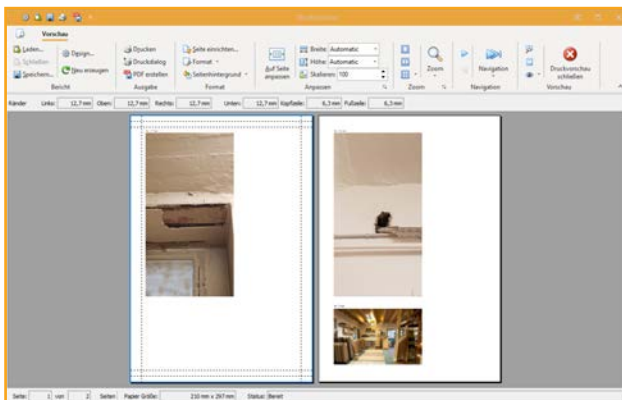 Vorschau
Laden... Design... Drucken Seite einrichten... Breite: Automatic
Schließen Druckdialog Format Höhe: Automatic
Speichern... Neu erzeugen PDF erstellen Seitenhintergrund Auf Seite anpassen Skalieren: 100 Zoom Navigation Druckvorschau schließen
Bericht Ausgabe Format Anpassen Zoom Navigation Vorschau
Ränder Links: 12,7 mm Oben: 12,7 mm Rechts: 12,7 mm Unten: 12,7 mm Kopfzeile: 6,3 mm Fußzeile: 6,3 mm
Seite: 1 von 2 Seiten Papier Größe: 210 mm x 297 mm Status: Bereit